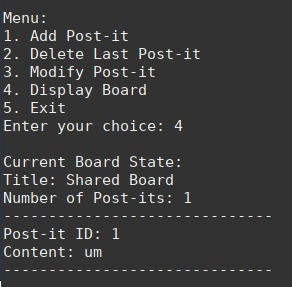 Menu:
1. Add Post-it
2. Delete Last Post-it
3. Modify Post-it
4. Display Board
5. Exit
Enter your choice: 4
Current Board State:
Title: Shared Board
Number of Post-its: 1
------------------------------
Post-it ID: 1
Content: um
------------------------------